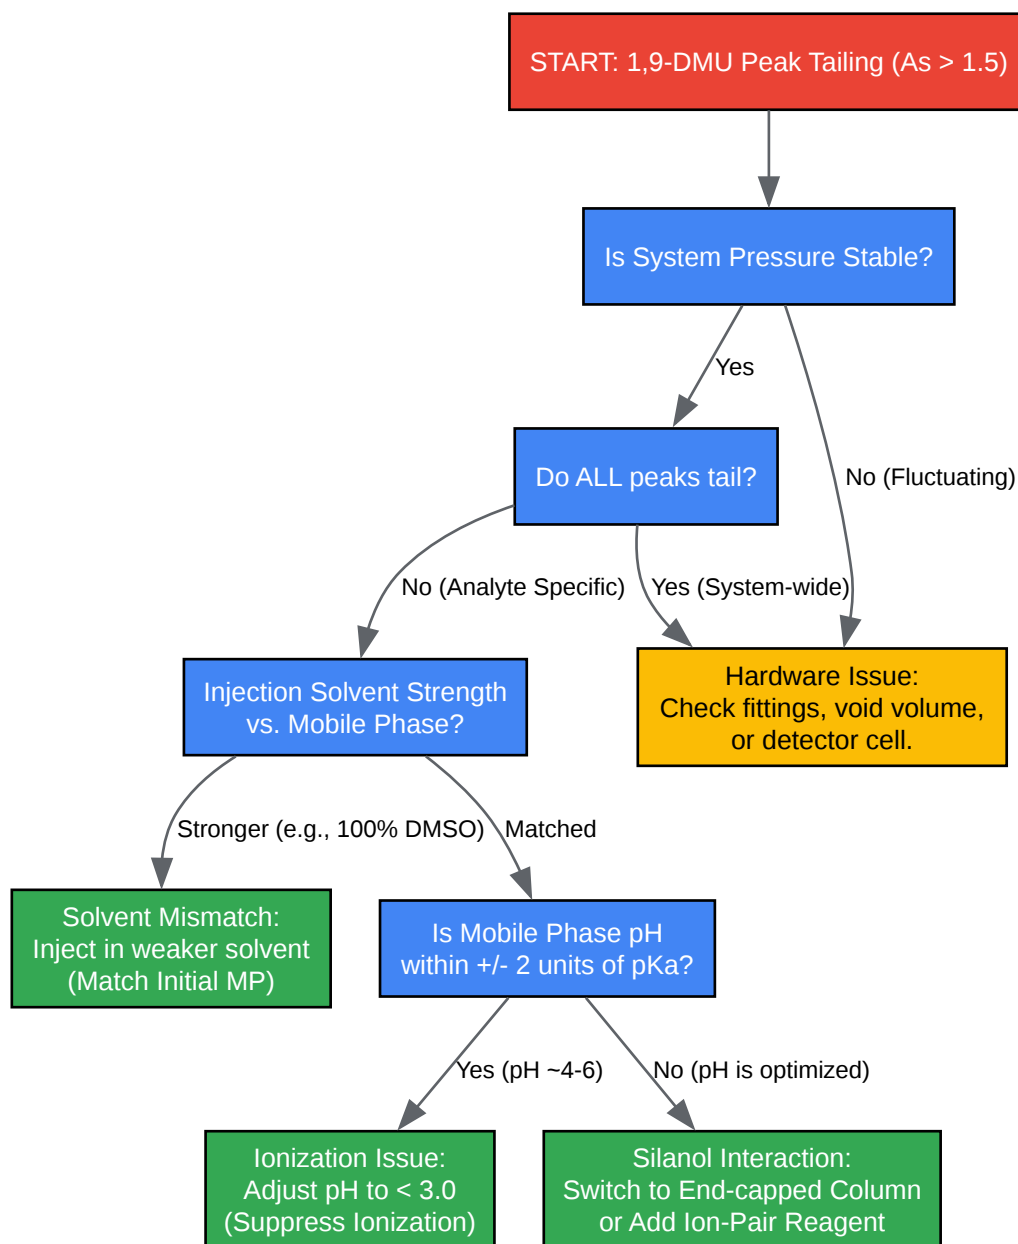 START: 1,9-DMU Peak Tailing (As > 1.5)
Is System Pressure Stable?
Yes
Do ALL peaks tail?
No (Fluctuating)
No (Analyte Specific)
Yes (System-wide)
Injection Solvent Strength
vs. Mobile Phase?
Hardware Issue:
Check fittings, void volume,
or detector cell.
Stronger (e.g., 100% DMSO)
Matched
Solvent Mismatch:
Inject in weaker solvent
(Match Initial MP)
Is Mobile Phase pH
within +/- 2 units of pKa?
Yes (pH ~4-6)
No (pH is optimized)
Ionization Issue:
Adjust pH to < 3.0
(Suppress Ionization)
Silanol Interaction:
Switch to End-capped Column
or Add Ion-Pair Reagent